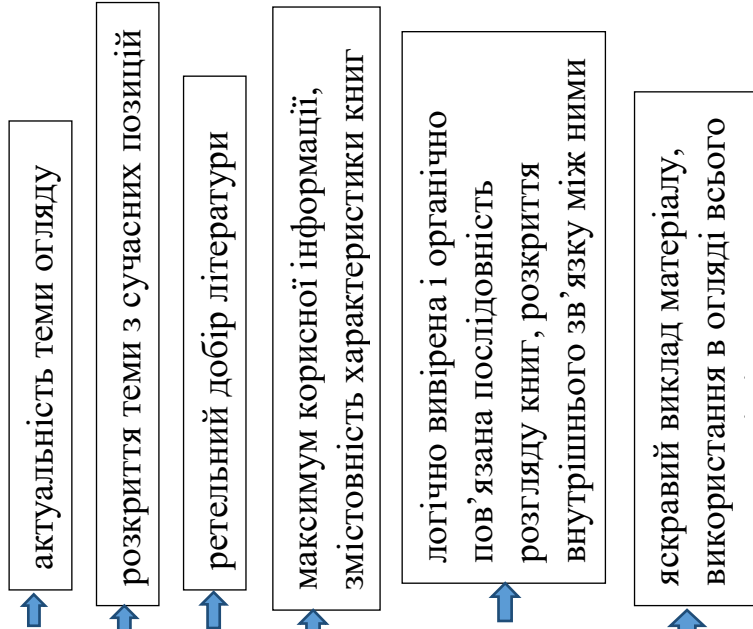 актуальність теми огляду
розкриття теми з сучасних позицій
ретельний добір літератури
максимум корисної інформації,
змістовність характеристики книг
логічно вивірена і органічно
пов’язана послідовність
розгляду книг, розкриття
внутрішнього зв’язку між ними
яскравий виклад матеріалу,
використання в огляді всього